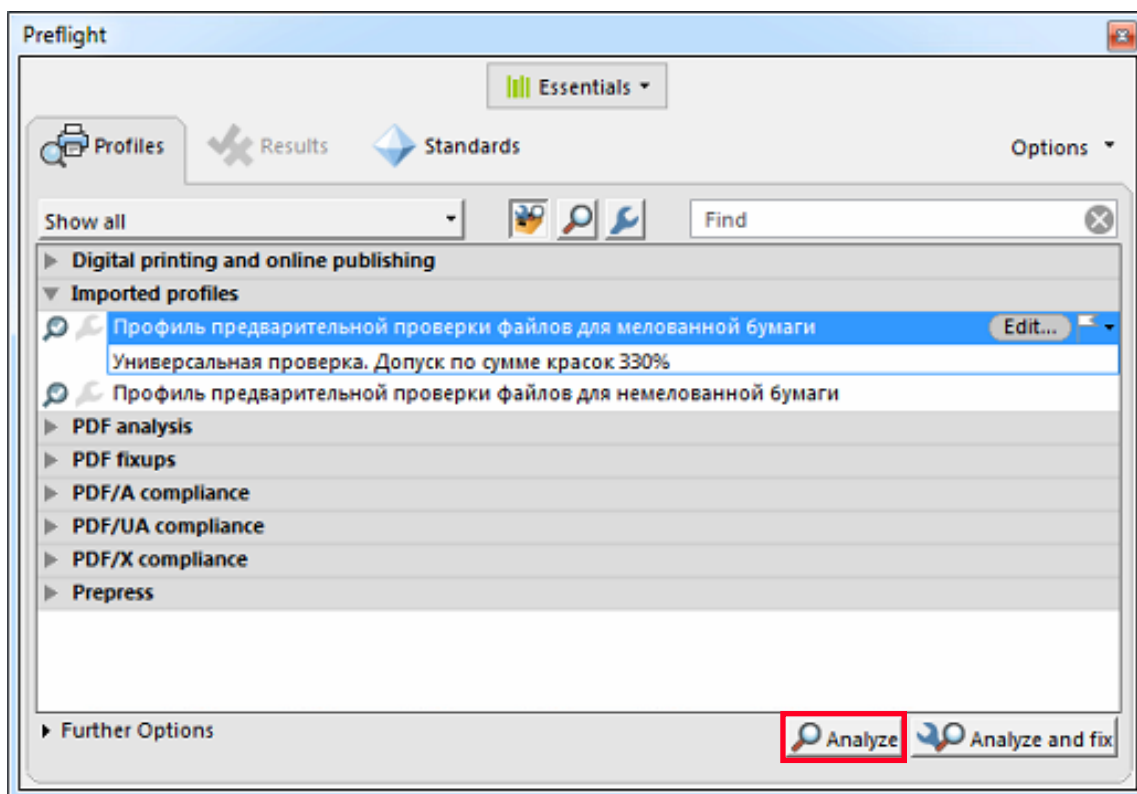 Preflight
Essentials
Profiles Results Standards Options
Show all Find
Digital printing and online publishing
Imported profiles
Профиль предварительной проверки файлов для мелованной бумаги Edit...
Универсальная проверка. Допуск по сумме красок 330%
Профиль предварительной проверки файлов для немелованной бумаги
PDF analysis
PDF fixups
PDF/A compliance
PDF/UA compliance
PDF/X compliance
Prepress
Further Options Analyze Analyze and fix